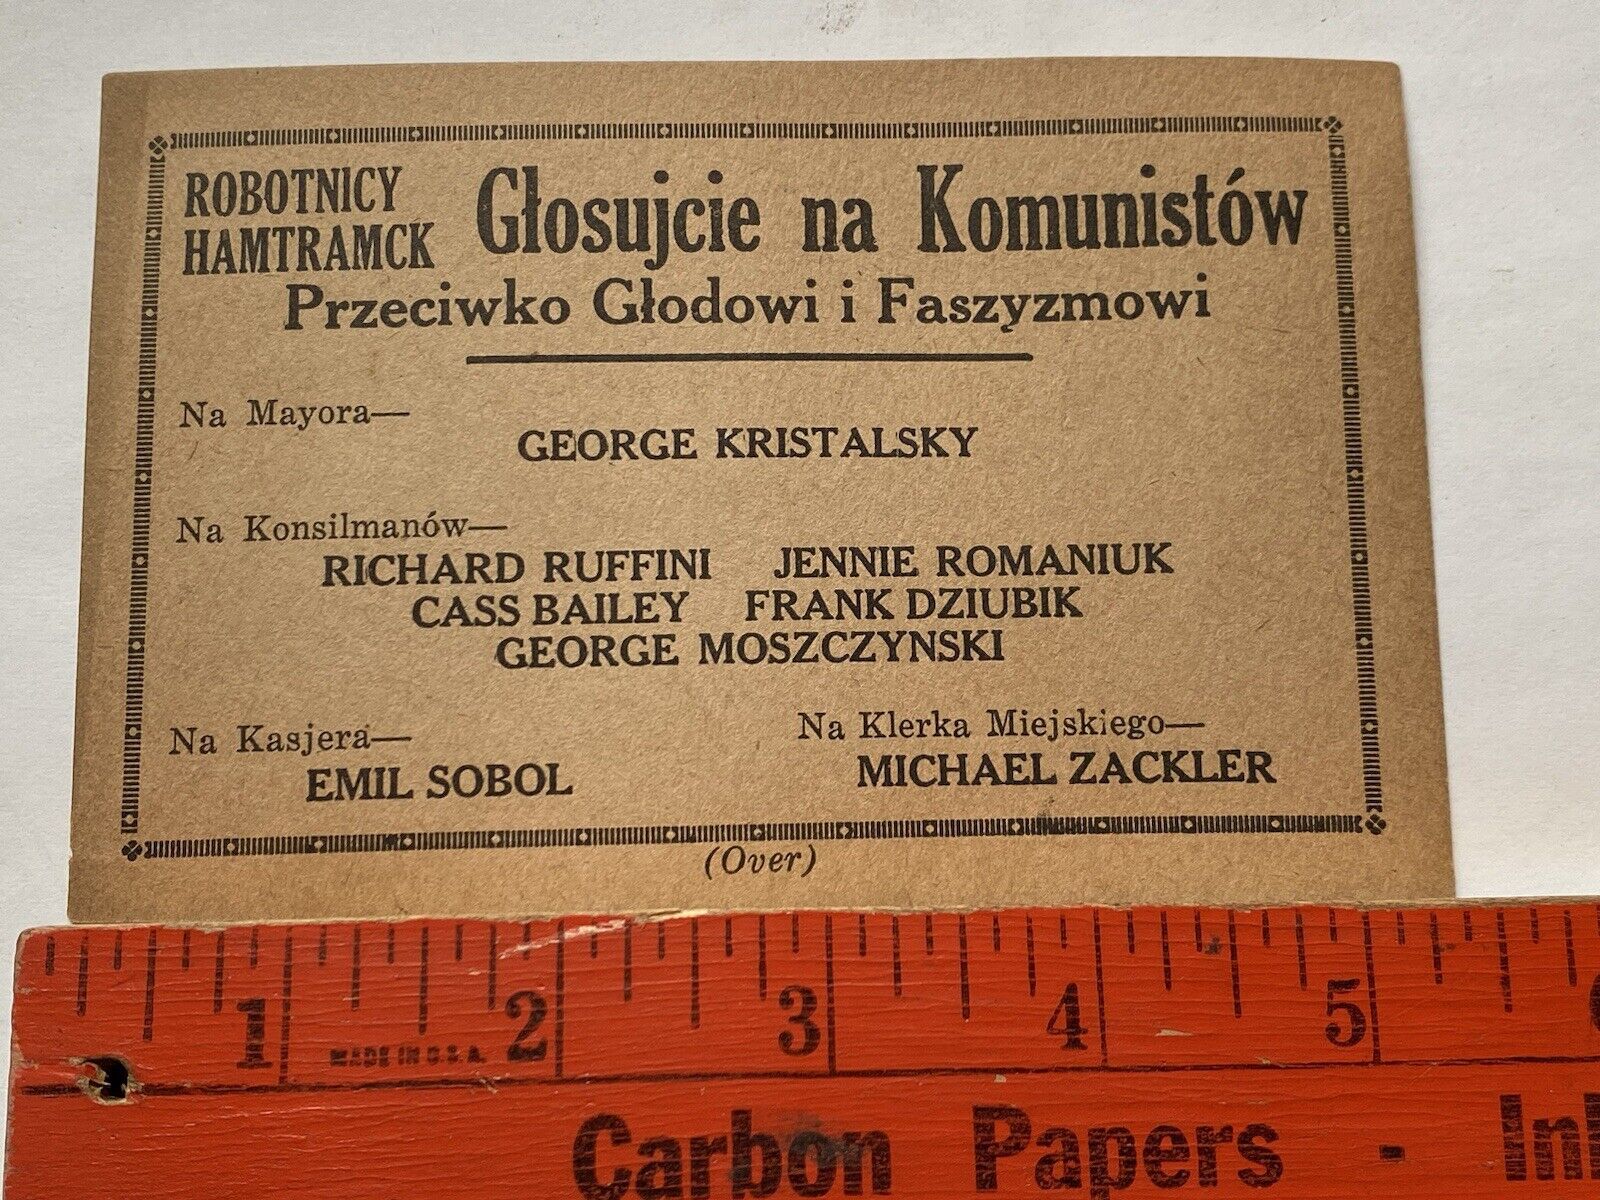 ROBOTNICY
HAMTRAMCK
Głosujcie na Komunistów
Przeciwko Głodowi i Faszyzmowi
Na Mayora—
GEORGE KRISTALSKY
Na Konsilmanów—
RICHARD RUFFINI JENNIE ROMANIUK
CASS BAILEY FRANK DZIUBIK
GEORGE MOSZCZYNSKI
Na Kasjera—
EMIL SOBOL
Na Klerka Miejskiego—
MICHAEL ZACKLER
(Over)
1 2 3 4 5
MADE IN U.S.A.
Carbon Papers -